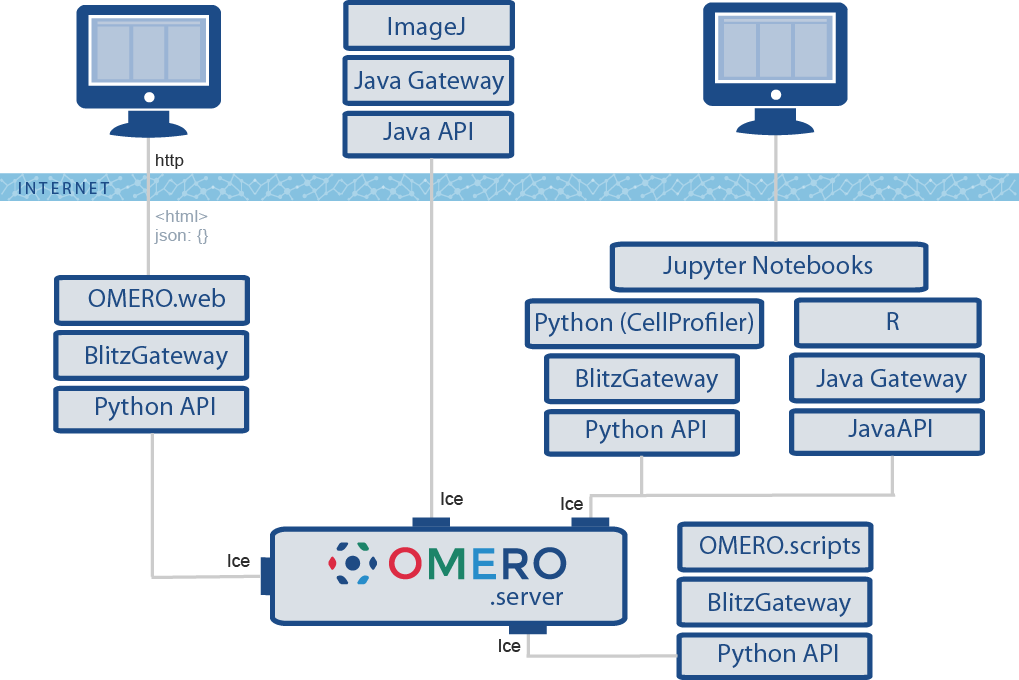 ImageJ
Java Gateway
Java API
http
INTERNET
<html>
json: {}
OMERO.web
BlitzGateway
Python API
Jupyter Notebooks
Python (CellProfiler)
BlitzGateway
Python API
R
Java Gateway
JavaAPI
Ice
Ice
Ice
OMERO
.server
Ice
OMERO.scripts
BlitzGateway
Python API